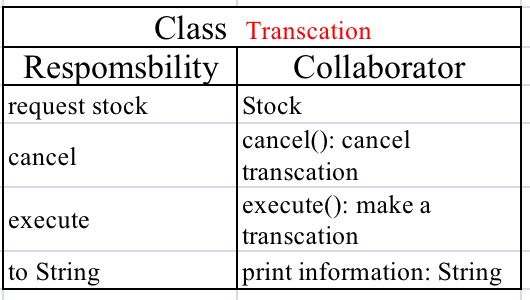 Class Transcation
Respomsbility Collaborator
request stock Stock
cancel cancel(): cancel
transcation
execute execute(): make a
transcation
to String print information: String